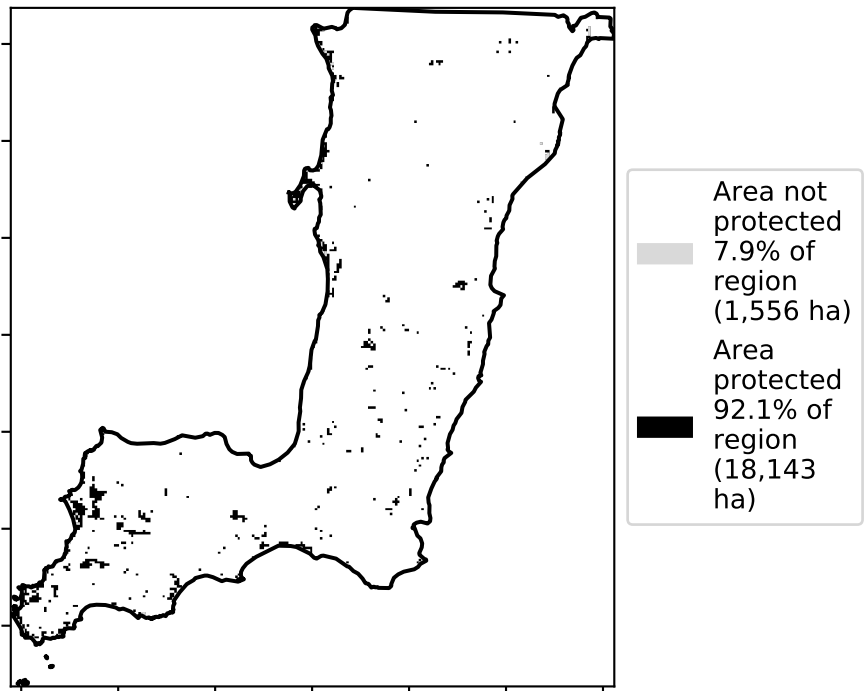 Area not
protected
7.9% of
region
(1,556 ha)
Area
protected
92.1% of
region
(18,143
ha)